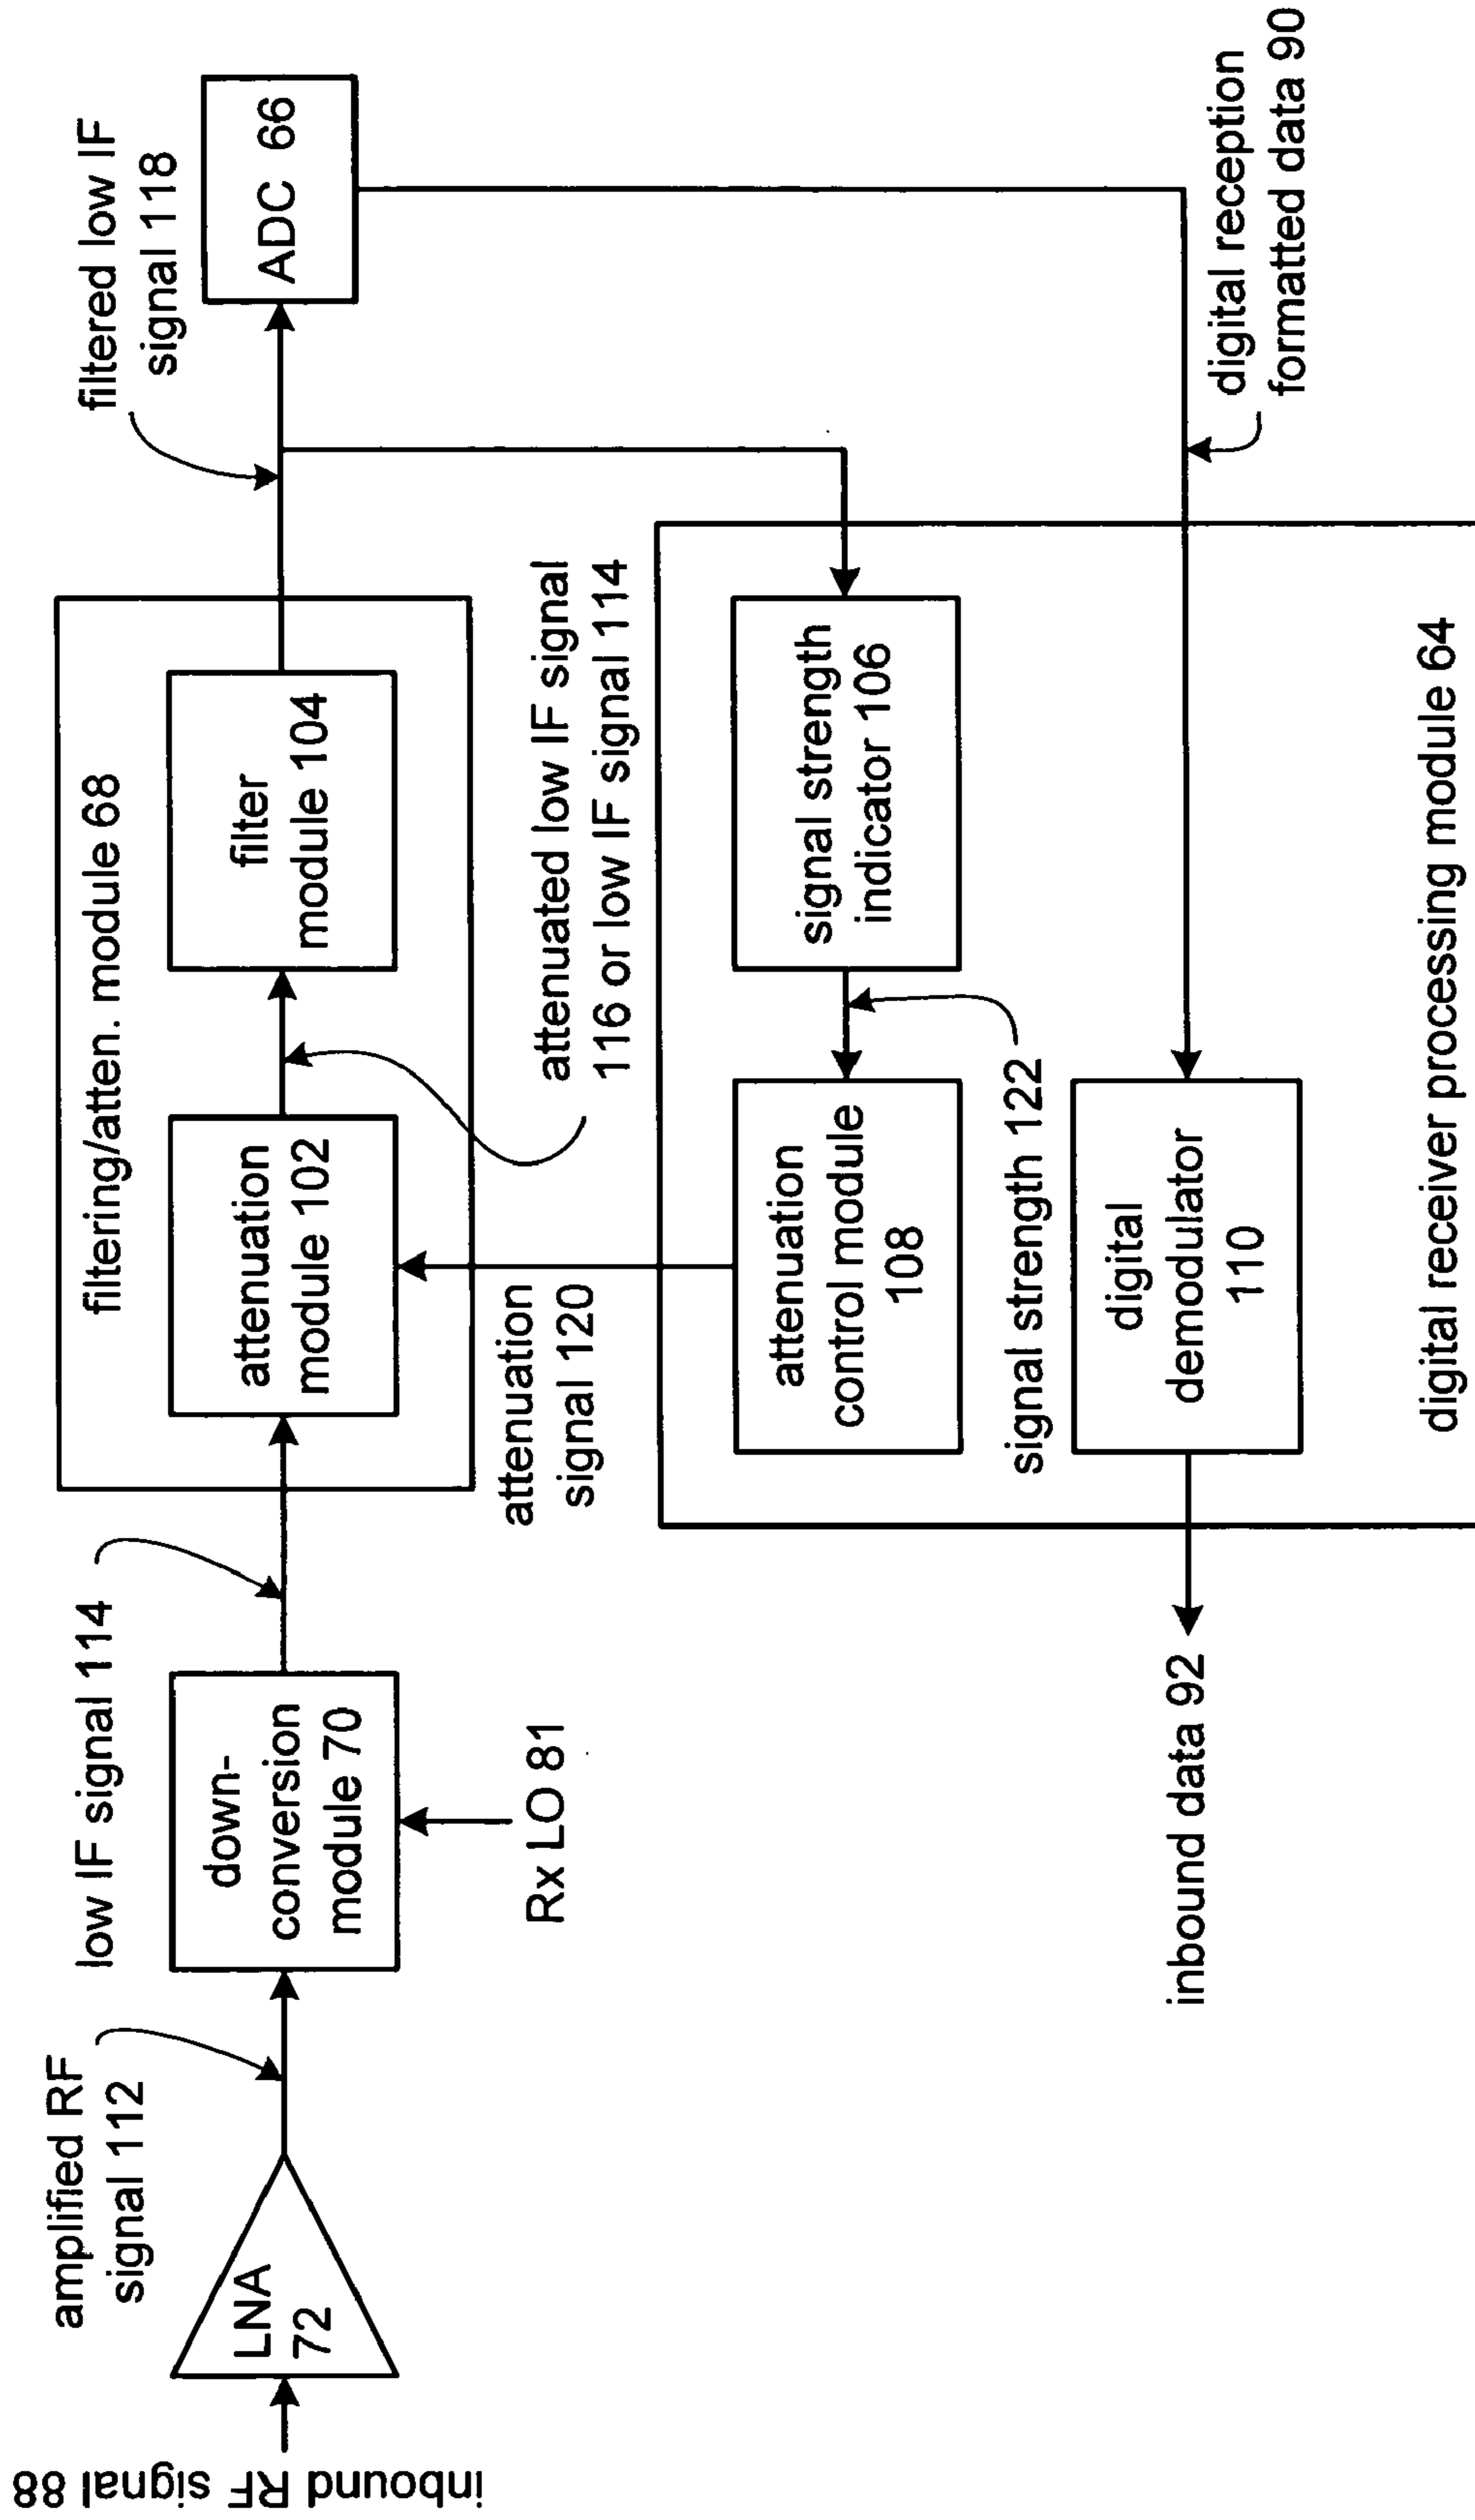 inbound RF signal 88
LNA
72
amplified RF
signal 112
down-
conversion
module 70
Rx LO 81
low IF signal 114
filtering/atten. module 68
attenuation
module 102
filter
module 104
attenuation
signal 120
attenuated low IF signal
116 or low IF signal 114
filtered low IF
signal 118
ADC 66
signal strength
indicator 106
attenuation
control module
108
signal strength 122
digital
demodulator
110
inbound data 92
digital reception
formatted data 90
digital receiver processing module 64